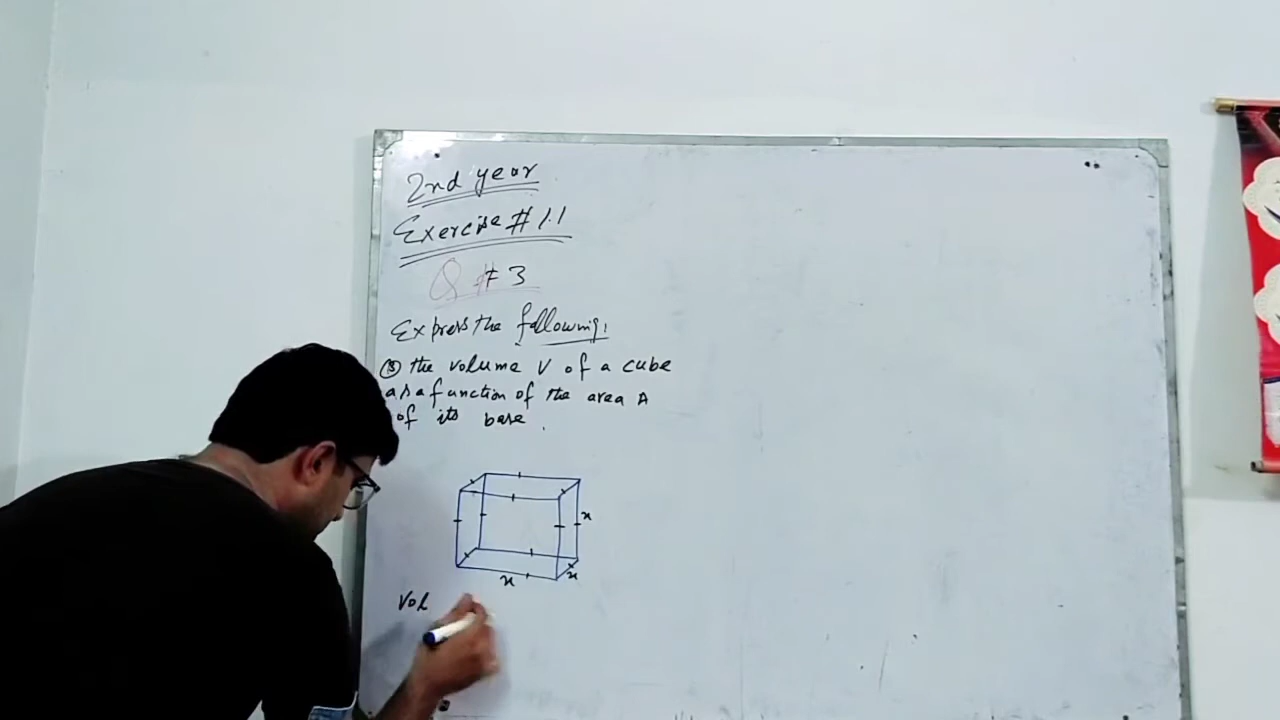 2nd year
Exercise # 1.1
Q # 3
Express the following:
③ the volume V of a cube
as a function of the area A
of its base.
x
x
x
Vol